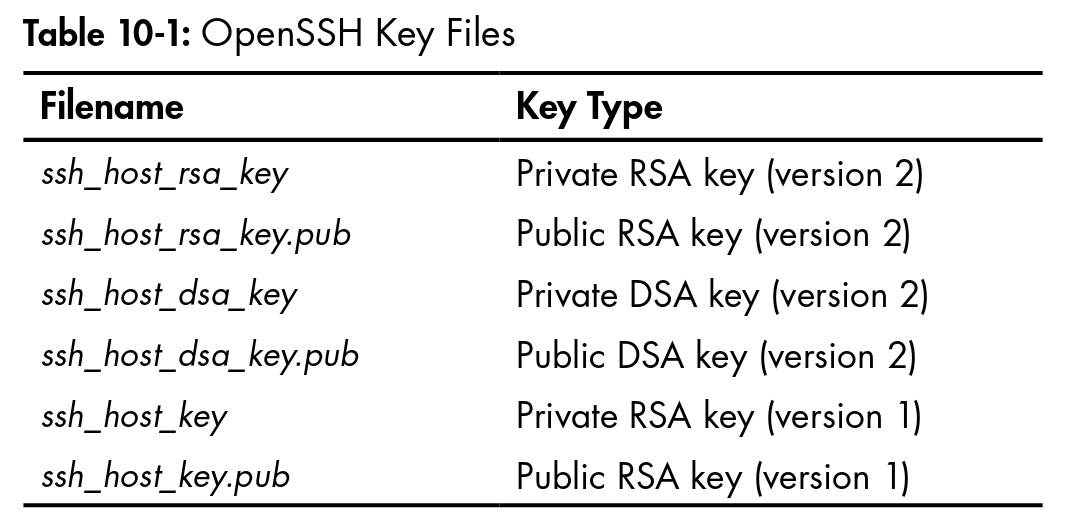 Table 10-1: OpenSSH Key Files
Filename Key Type
ssh_host_rsa_key Private RSA key (version 2)
ssh_host_rsa_key.pub Public RSA key (version 2)
ssh_host_dsa_key Private DSA key (version 2)
ssh_host_dsa_key.pub Public DSA key (version 2)
ssh_host_key Private RSA key (version 1)
ssh_host_key.pub Public RSA key (version 1)